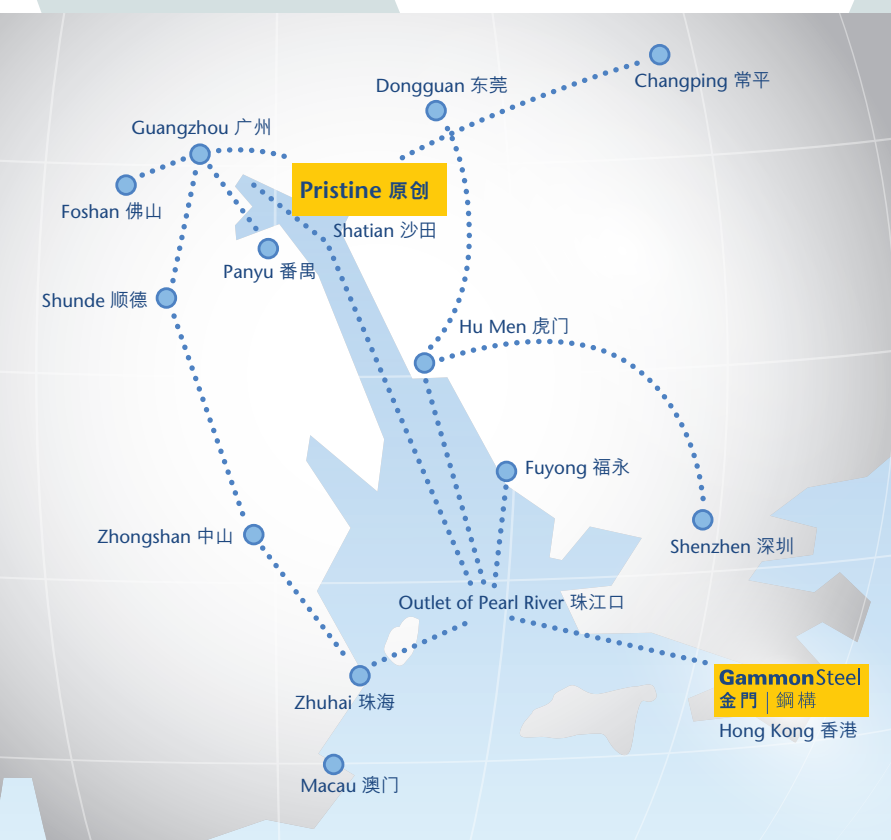 Changping 常平
Dongguan 东莞
Guangzhou 广州
Pristine 原创
Foshan 佛山
Shatian 沙田
Panyu 番禺
Shunde 顺德
Hu Men 虎门
Fuyong 福永
Zhongshan 中山
Shenzhen 深圳
Outlet of Pearl River 珠江口
GammonSteel
金門 | 鋼構
Zhuhai 珠海
Hong Kong 香港
Macau 澳门